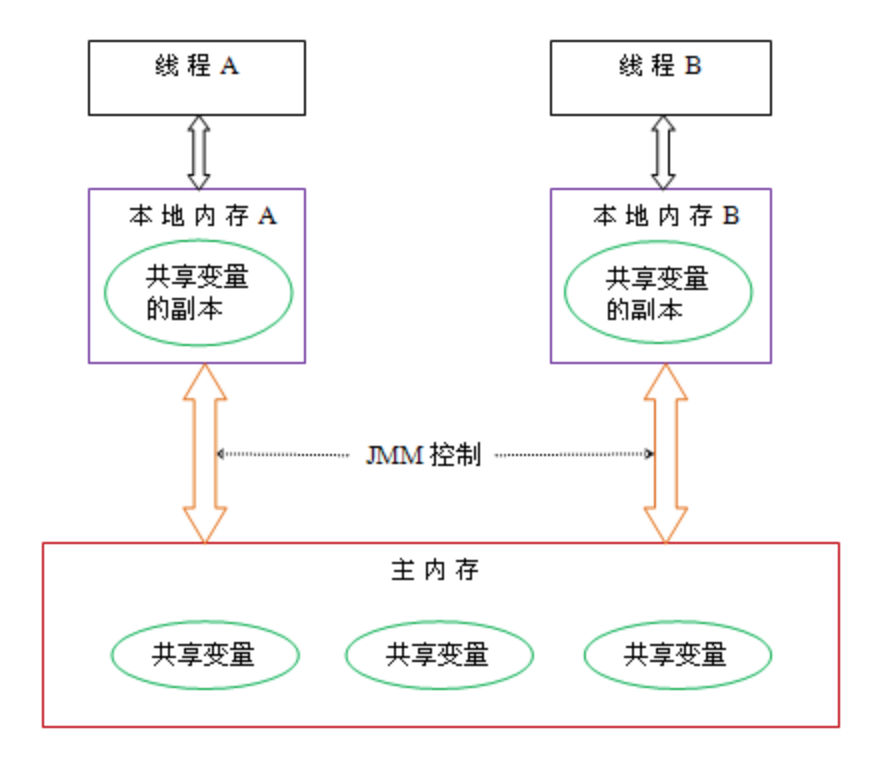 线程 A
线程 B
本地内存 A
本地内存 B
共享变量
的副本
共享变量
的副本
JMM 控制
主内存
共享变量
共享变量
共享变量